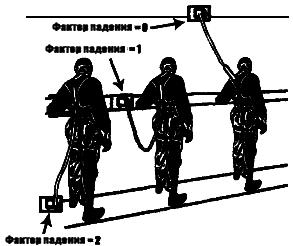 Фактор падения = 0
Фактор падения = 1
Фактор падения = 2